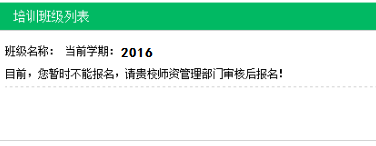 培训班级列表
班级名称： 当前学期：2016
目前，您暂时不能报名，请贵校师资管理部门审核后报名！